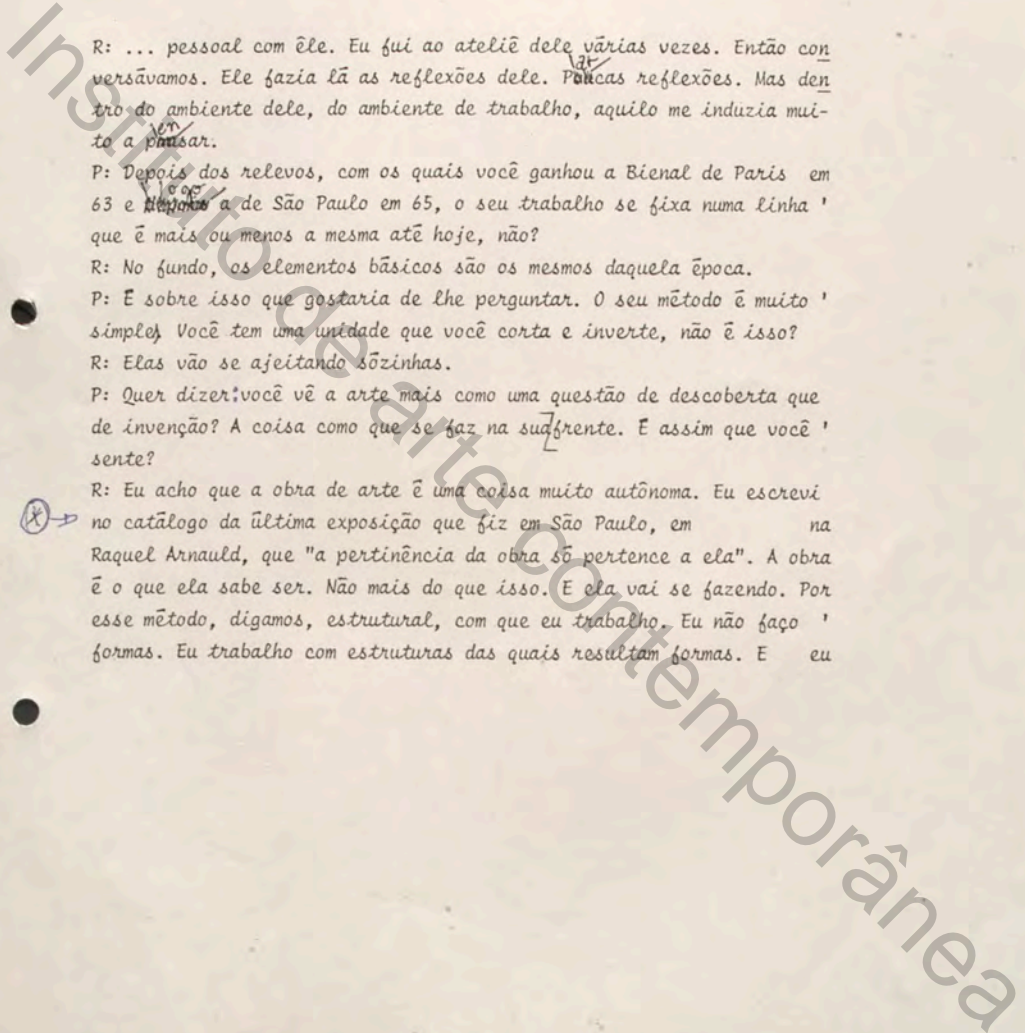 R: ... pessoal com êle. Eu fui ao ateliê dele várias vezes. Então con
versávamos. Ele fazia lá as reflexões dele. Poucas reflexões. Mas den
tro do ambiente dele, do ambiente de trabalho, aquilo me induzia mui-
to a pensar.
P: Depois dos relevos, com os quais você ganhou a Bienal de Paris em
63 e logo a de São Paulo em 65, o seu trabalho se fixa numa linha '
que é mais ou menos a mesma até hoje, não?
R: No fundo, os elementos básicos são os mesmos daquela época.
P: É sobre isso que gostaria de lhe perguntar. O seu método é muito '
simples. Você tem uma unidade que você corta e inverte, não é isso?
R: Elas vão se ajeitando sòzinhas.
P: Quer dizer: você vê a arte mais como uma questão de descoberta que
de invenção? A coisa como que se faz na sua frente. É assim que você '
sente?
R: Eu acho que a obra de arte é uma coisa muito autônoma. Eu escrevi
no catálogo da última exposição que fiz em São Paulo, em na
Raquel Arnauld, que "a pertinência da obra só pertence a ela". A obra
é o que ela sabe ser. Não mais do que isso. E ela vai se fazendo. Por
esse método, digamos, estrutural, com que eu trabalho. Eu não faço '
formas. Eu trabalho com estruturas das quais resultam formas. E eu
Instituto de arte contemporânea